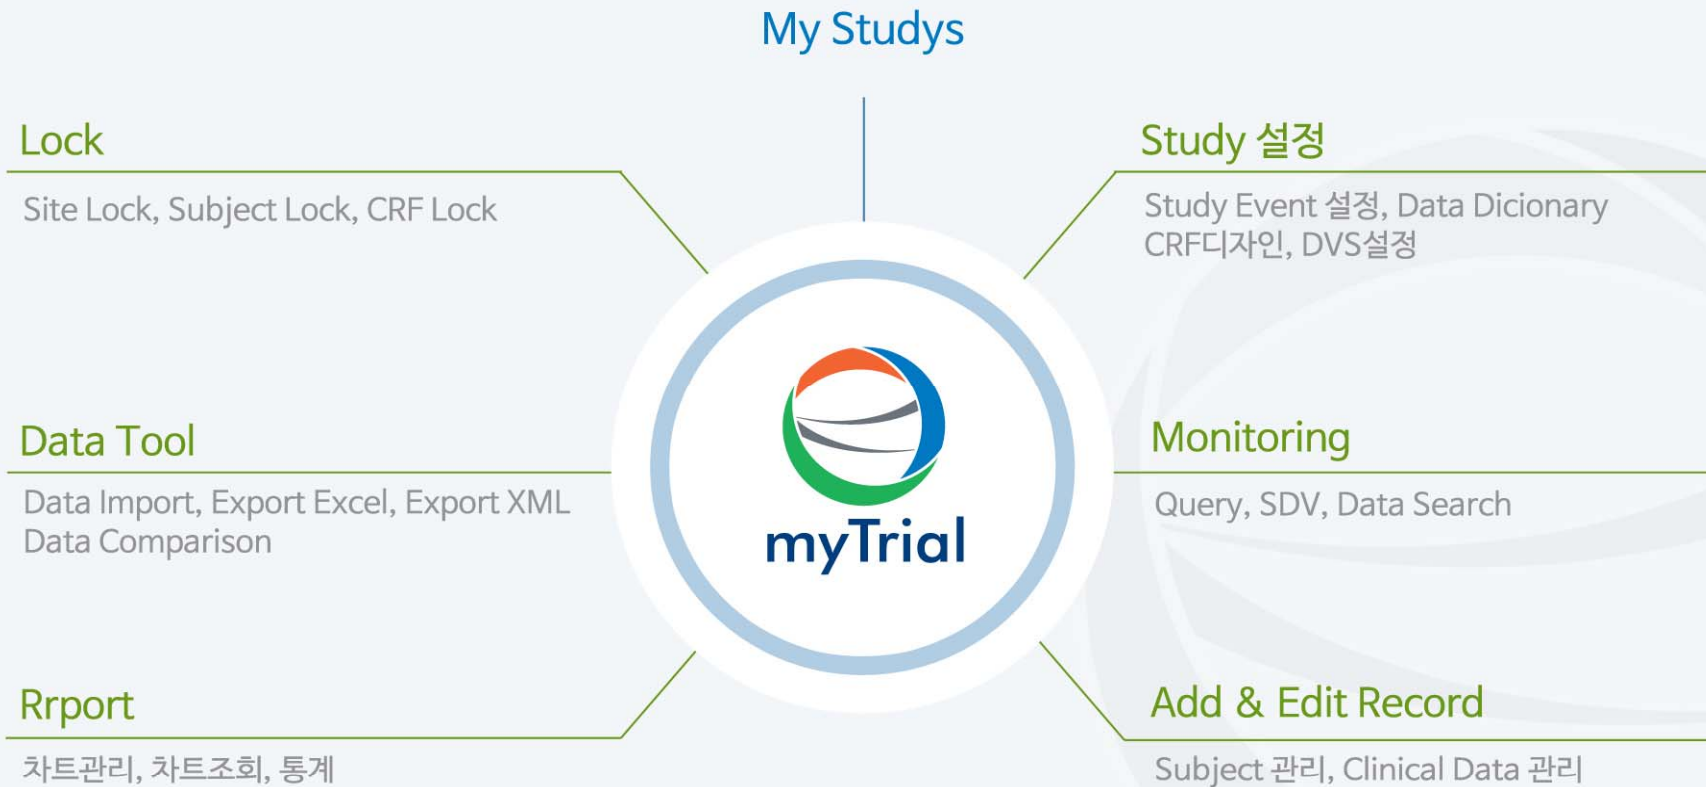 My Studys
Lock
Site Lock, Subject Lock, CRF Lock
Study 설정
Study Event 설정, Data Dicionary
CRF디자인, DVS설정
Data Tool
Data Import, Export Excel, Export XML
Data Comparison
myTrial
Monitoring
Query, SDV, Data Search
Rrport
차트관리, 차트조회, 통계
Add & Edit Record
Subject 관리, Clinical Data 관리